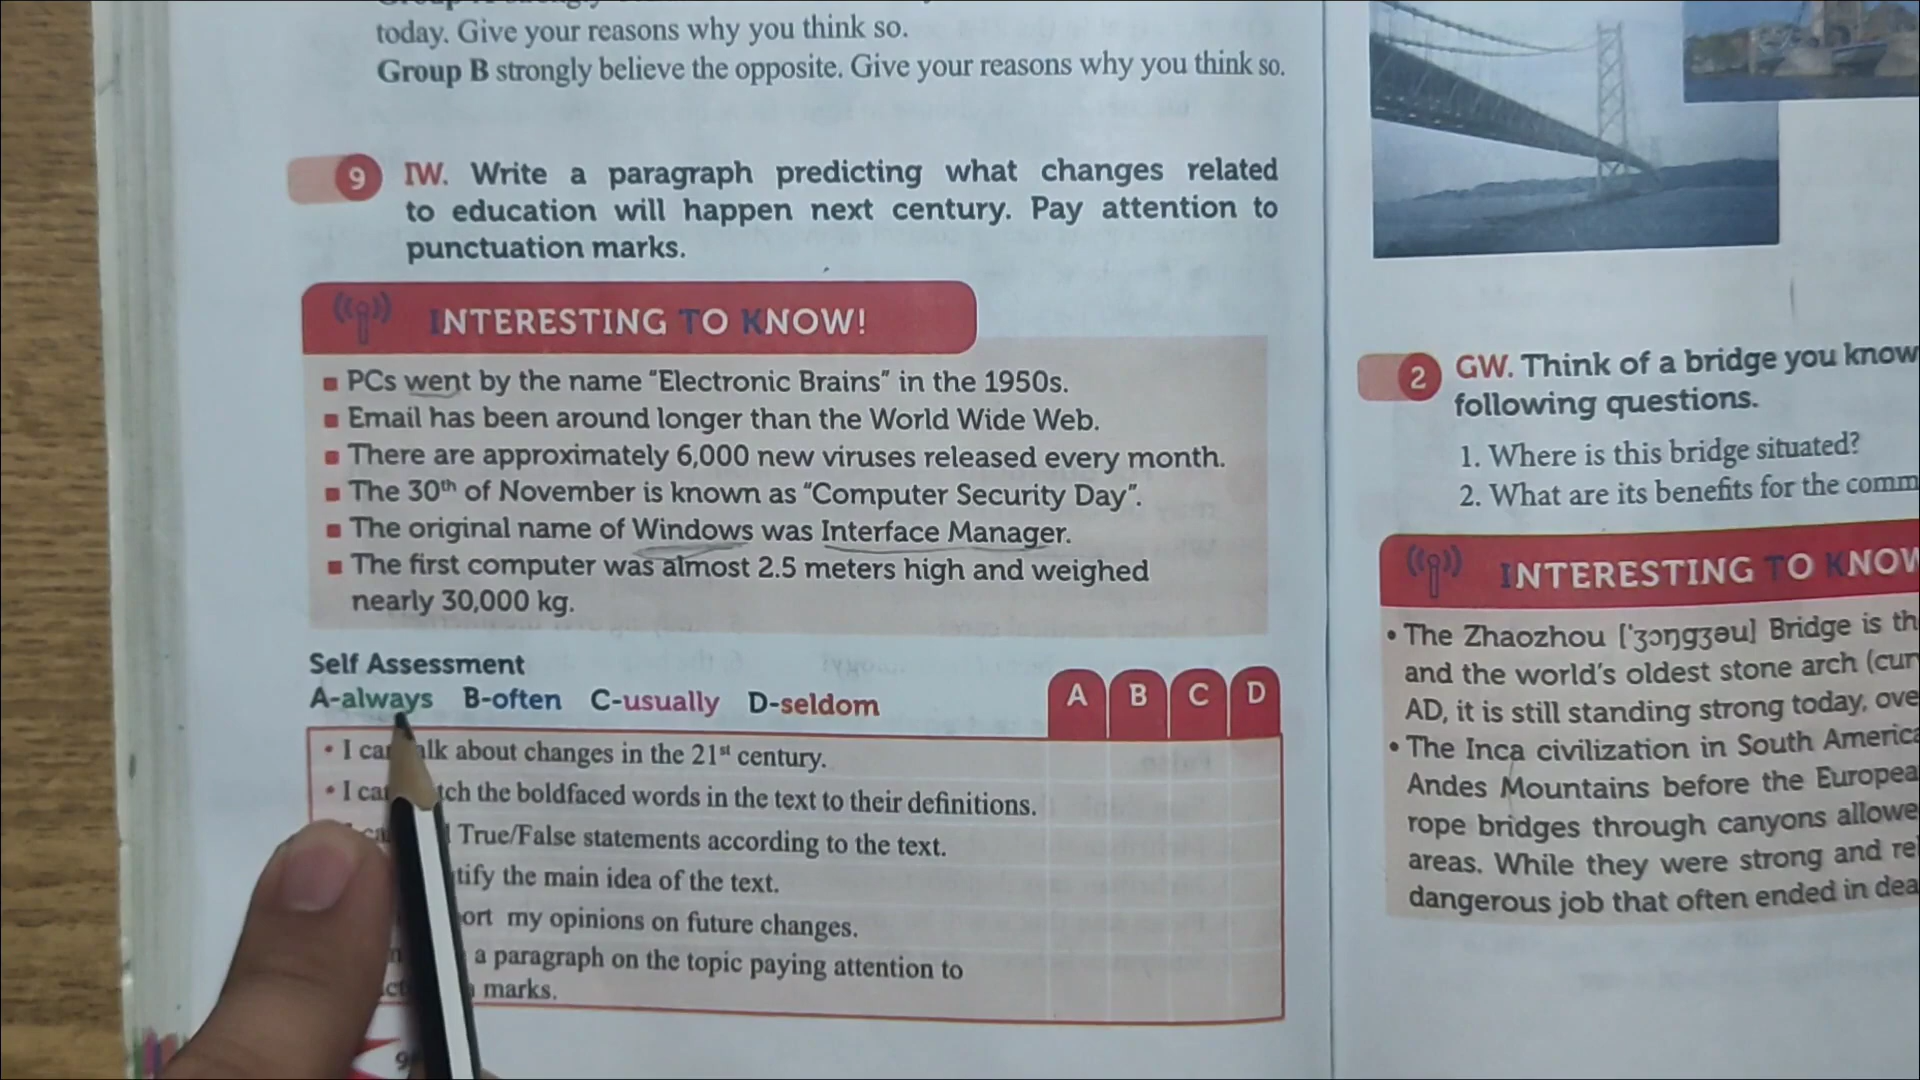 today. Give your reasons why you think so.
Group B strongly believe the opposite. Give your reasons why you think so.
9 IW. Write a paragraph predicting what changes related
to education will happen next century. Pay attention to
punctuation marks.
INTERESTING TO KNOW!
▪ PCs went by the name "Electronic Brains" in the 1950s.
▪ Email has been around longer than the World Wide Web.
▪ There are approximately 6,000 new viruses released every month.
▪ The 30th of November is known as "Computer Security Day".
▪ The original name of Windows was Interface Manager.
▪ The first computer was almost 2.5 meters high and weighed
nearly 30,000 kg.
Self Assessment
A-always B-often C-usually D-seldom
A B C D
• I can talk about changes in the 21st century.
• I can the boldfaced words in the text to their definitions.
True/False statements according to the text.
the main idea of the text.
my opinions on future changes.
a paragraph on the topic paying attention to
marks.
2 GW. Think of a bridge you know
following questions.
1. Where is this bridge situated?
2. What are its benefits for the
INTERESTING TO KNOW
• The Zhaozhou ['ʒɔŋgʒəu] Bridge is
and the world's oldest stone arch
AD, it is still standing strong today,
• The Inca civilization in South
Andes Mountains before the
rope bridges through canyons
areas. While they were strong and
dangerous job that often ended in